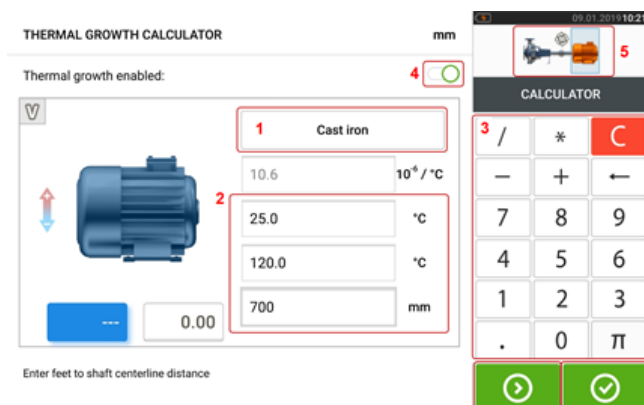 09.01.2019 10:21
THERMAL GROWTH CALCULATOR mm
5
Thermal growth enabled: 4
CALCULATOR
V
1 Cast iron
3 / * C
10.6 10⁻⁶ / °C
− + ←
2
25.0 °C
7 8 9
120.0 °C
4 5 6
700 mm
1 2 3
--- 0.00
. 0 π
Enter feet to shaft centerline distance